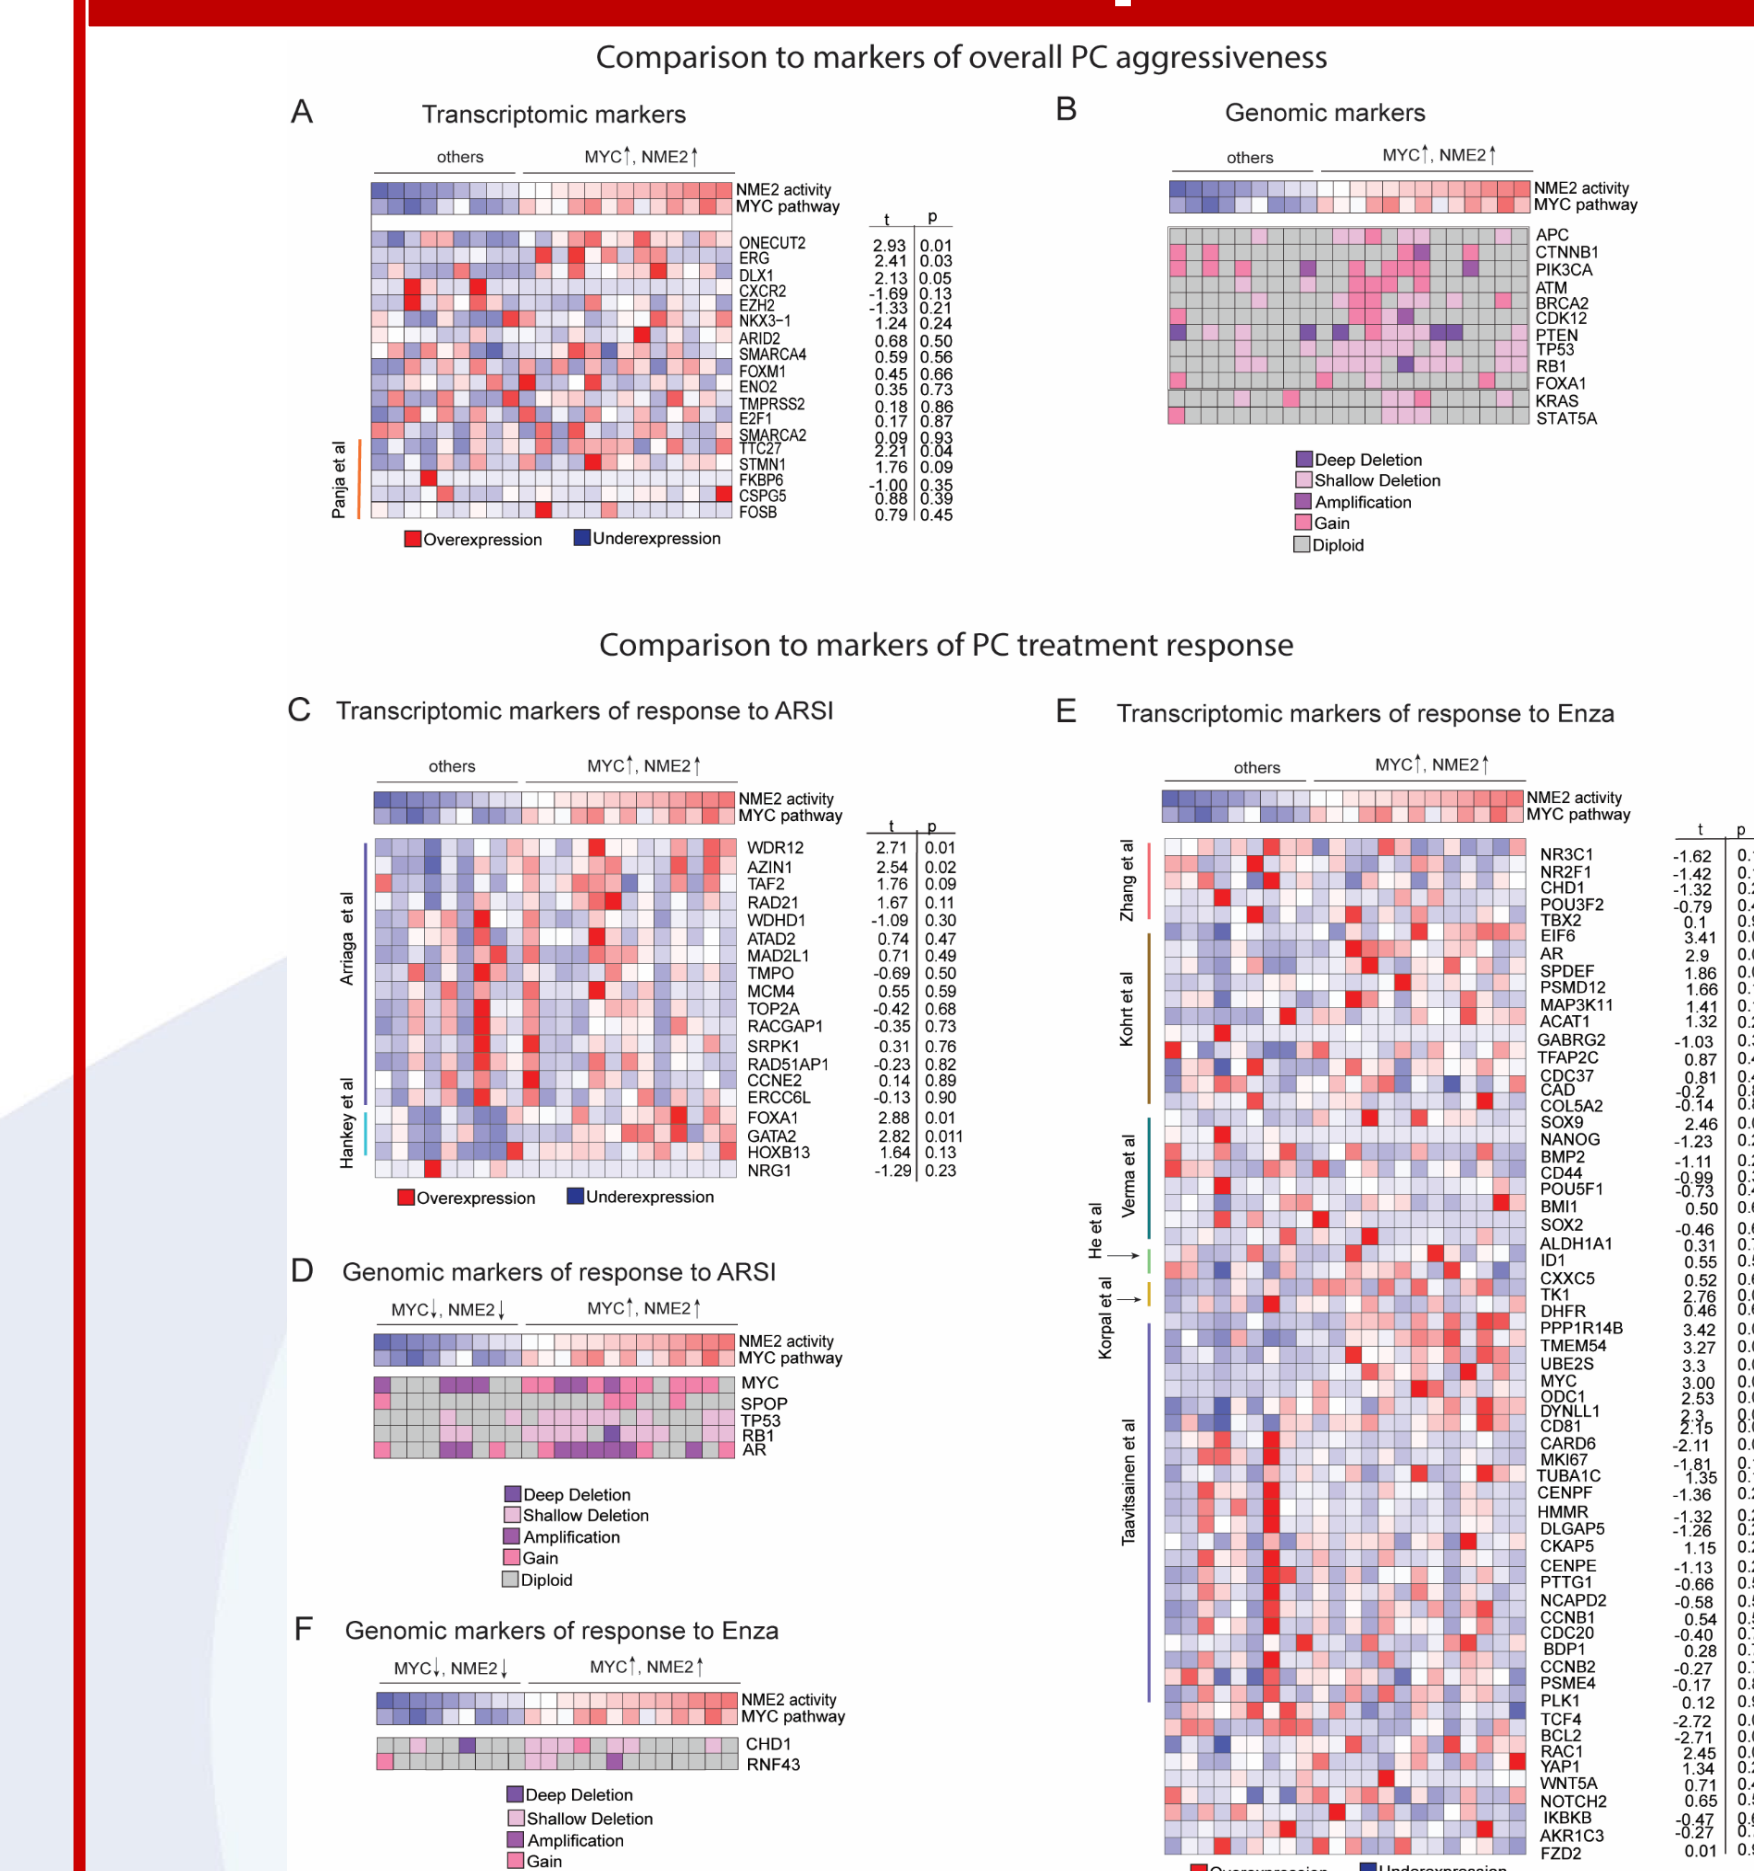 Comparison to markers of overall PC aggressiveness
A
Transcriptomic markers
others
MYC↑, NME2↑
NME2 activity
MYC pathway
t p
ONECUT2 2.93 0.01
ERG 2.41 0.03
DLX1 2.13 0.05
CXCR2 -1.69 0.13
EZH2 -1.33 0.21
NKX3-1 1.24 0.24
ARID2 0.68 0.50
SMARCA4 0.59 0.56
FOXM1 0.45 0.66
ENO2 0.35 0.73
TMPRSS2 0.18 0.86
E2F1 0.17 0.87
SMARCA2 0.09 0.93
TTC27 2.21 0.04
STMN1 1.76 0.09
FKBP6 -1.00 0.35
CSPG5 0.88 0.39
FOSB 0.79 0.45
Panja et al
Overexpression
Underexpression
B
Genomic markers
others
MYC↑, NME2↑
NME2 activity
MYC pathway
APC
CTNNB1
PIK3CA
ATM
BRCA2
CDK12
PTEN
TP53
RB1
FOXA1
KRAS
STAT5A
Deep Deletion
Shallow Deletion
Amplification
Gain
Diploid
Comparison to markers of PC treatment response
C
Transcriptomic markers of response to ARSI
others
MYC↑, NME2↑
NME2 activity
MYC pathway
t p
WDR12 2.71 0.01
AZIN1 2.54 0.02
TAF2 1.76 0.09
RAD21 1.67 0.11
WDHD1 -1.09 0.30
ATAD2 0.74 0.47
MAD2L1 0.71 0.49
TMPO -0.69 0.50
MCM4 0.55 0.59
TOP2A -0.42 0.68
RACGAP1 -0.35 0.73
SRPK1 0.31 0.76
RAD51AP1 -0.23 0.82
CCNE2 0.14 0.89
ERCC6L -0.13 0.90
FOXA1 2.88 0.01
GATA2 2.82 0.011
HOXB13 1.64 0.13
NRG1 -1.29 0.23
Arriaga et al
Hankey et al
Overexpression
Underexpression
D
Genomic markers of response to ARSI
MYC↓, NME2↓
MYC↑, NME2↑
NME2 activity
MYC pathway
MYC
SPOP
TP53
RB1
AR
Deep Deletion
Shallow Deletion
Amplification
Gain
Diploid
F
Genomic markers of response to Enza
MYC↓, NME2↓
MYC↑, NME2↑
NME2 activity
MYC pathway
CHD1
RNF43
Deep Deletion
Shallow Deletion
Amplification
Gain
E
Transcriptomic markers of response to Enza
others
MYC↑, NME2↑
NME2 activity
MYC pathway
t p
NR3C1 -1.62
NR2F1 -1.42
CHD1 -1.32
POU3F2 -0.79
TBX2 0.1
EIF6 3.41
AR 2.9
SPDEF 1.86
PSMD12 1.66
MAP3K11 1.41
ACAT1 1.32
GABRG2 -1.03
TFAP2C 0.87
CDC37 0.81
CAD -0.2
COL5A2 -0.14
SOX9 2.46
NANOG -1.23
BMP2 -1.11
CD44 -0.99
POU5F1 -0.73
BMI1 0.50
SOX2 -0.46
ALDH1A1 0.31
ID1 0.55
CXXC5 0.52
TK1 2.76
DHFR 0.46
PPP1R14B 3.42
TMEM54 3.27
UBE2S 3.3
MYC 3.00
ODC1 2.53
DYNLL1 2.3
CD81 2.15
CARD6 -2.11
MKI67 -1.81
TUBA1C 1.35
CENPF -1.36
HMMR -1.32
DLGAP5 -1.26
CKAP5 1.15
CENPE -1.13
PTTG1 -0.66
NCAPD2 -0.58
CCNB1 0.54
CDC20 -0.40
BDP1 0.28
CCNB2 -0.27
PSME4 -0.17
PLK1 0.12
TCF4 -2.72
BCL2 -2.71
RAC1 2.45
YAP1 1.34
WNT5A 0.71
NOTCH2 0.65
IKBKB -0.47
AKR1C3 -0.27
FZD2 0.01
Zhang et al
Kohrt et al
Verma et al
He et al
Korpal et al
Taavitsainen et al
Overexpression
Underexpression